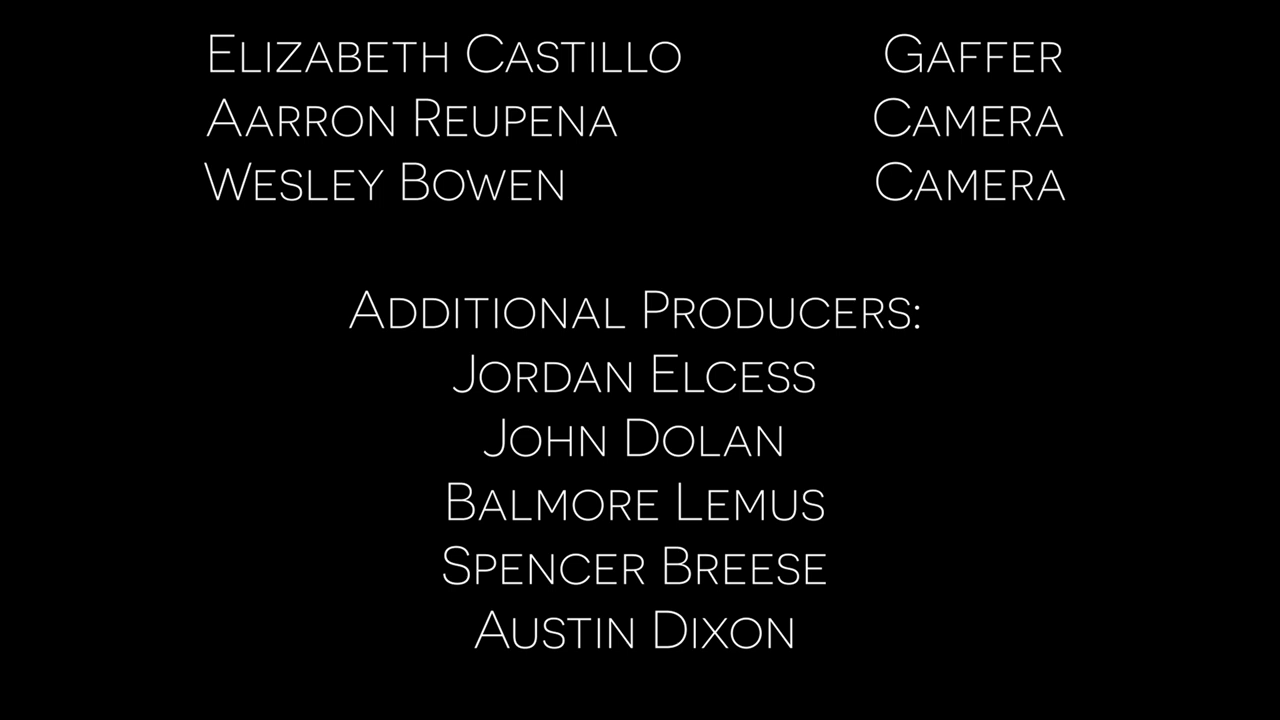 Elizabeth Castillo Gaffer
Aarron Reupena Camera
Wesley Bowen Camera
Additional Producers:
Jordan Elcess
John Dolan
Balmore Lemus
Spencer Breese
Austin Dixon